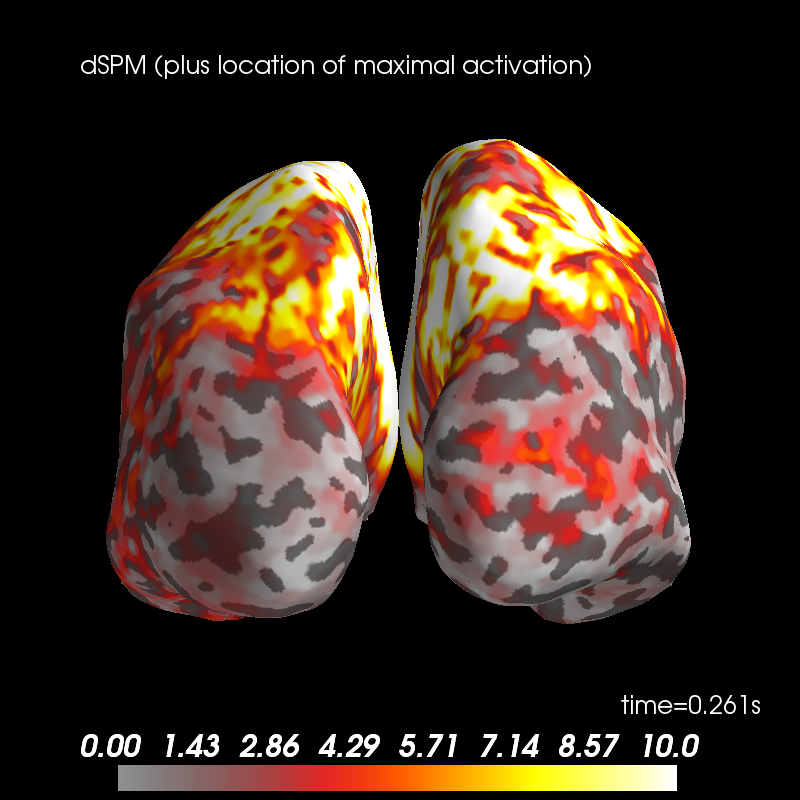 dSPM (plus location of maximal activation)
time=0.261s
0.00 1.43 2.86 4.29 5.71 7.14 8.57 10.0